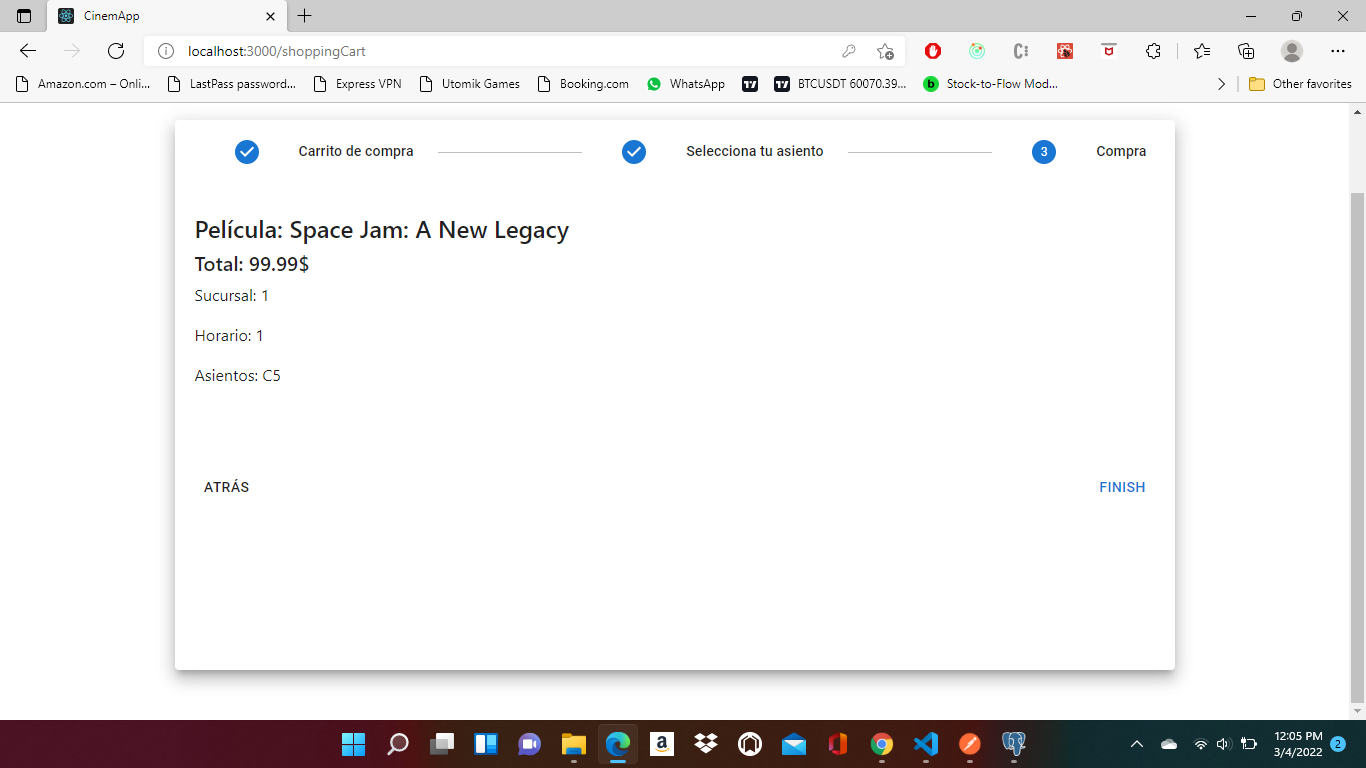 CinemApp
localhost:3000/shoppingCart
Amazon.com – Onli... LastPass password... Express VPN Utomik Games Booking.com WhatsApp BTCUSDT 60070.39... Stock-to-Flow Mod... Other favorites
Carrito de compra Selecciona tu asiento 3 Compra
Película: Space Jam: A New Legacy
Total: 99.99$
Sucursal: 1
Horario: 1
Asientos: C5
ATRÁS FINISH
12:05 PM
3/4/2022 2